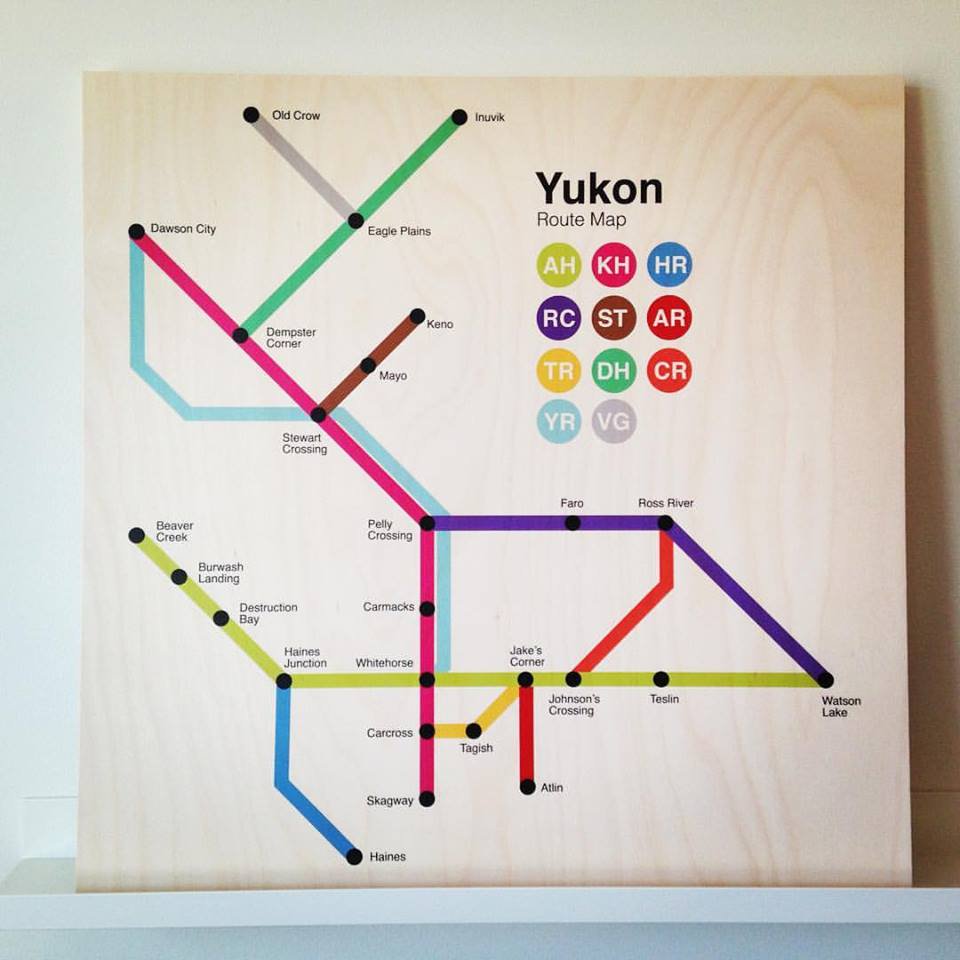 Old Crow
Inuvik
Yukon
Route Map
Dawson City
Eagle Plains
AH KH HR
RC ST AR
TR DH CR
YR VG
Dempster
Corner
Keno
Mayo
Stewart
Crossing
Beaver
Creek
Burwash
Landing
Destruction
Bay
Haines
Junction
Pelly
Crossing
Faro
Ross River
Carmacks
Whitehorse
Jake's
Corner
Johnson's
Crossing
Teslin
Watson
Lake
Carcross
Tagish
Skagway
Atlin
Haines